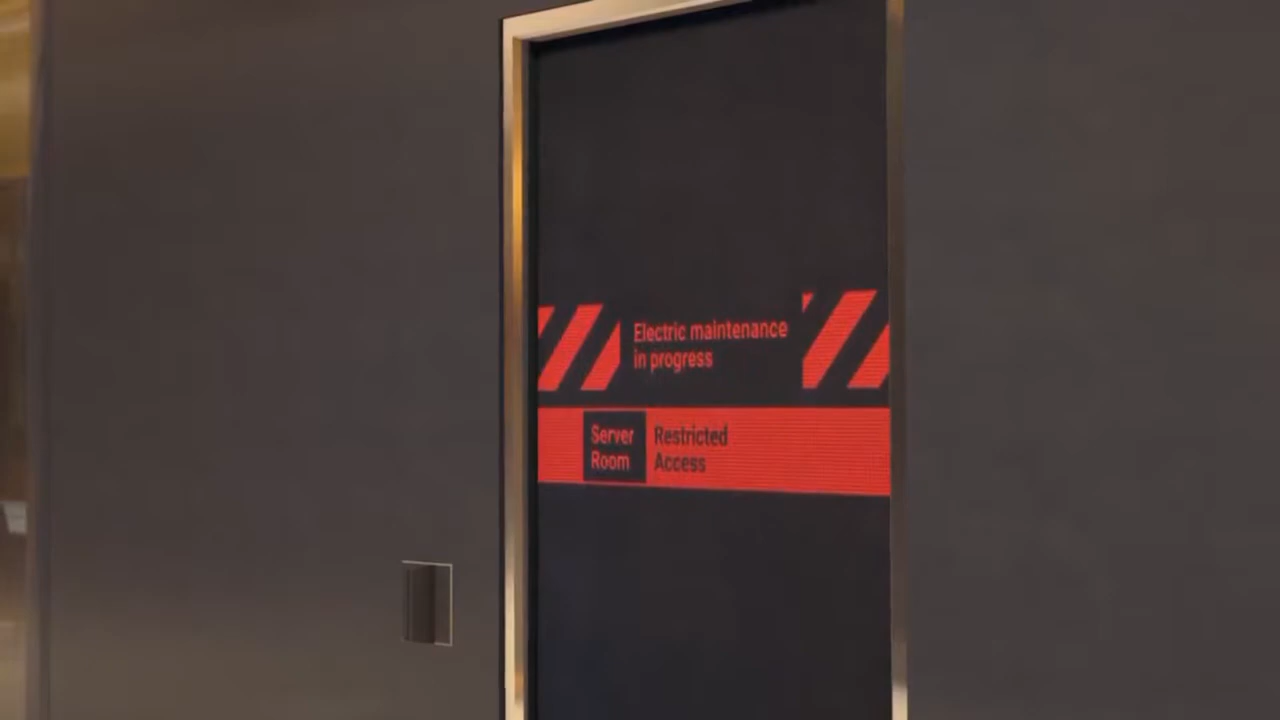 Electric maintenance
in progress
Server
Room
Restricted
Access